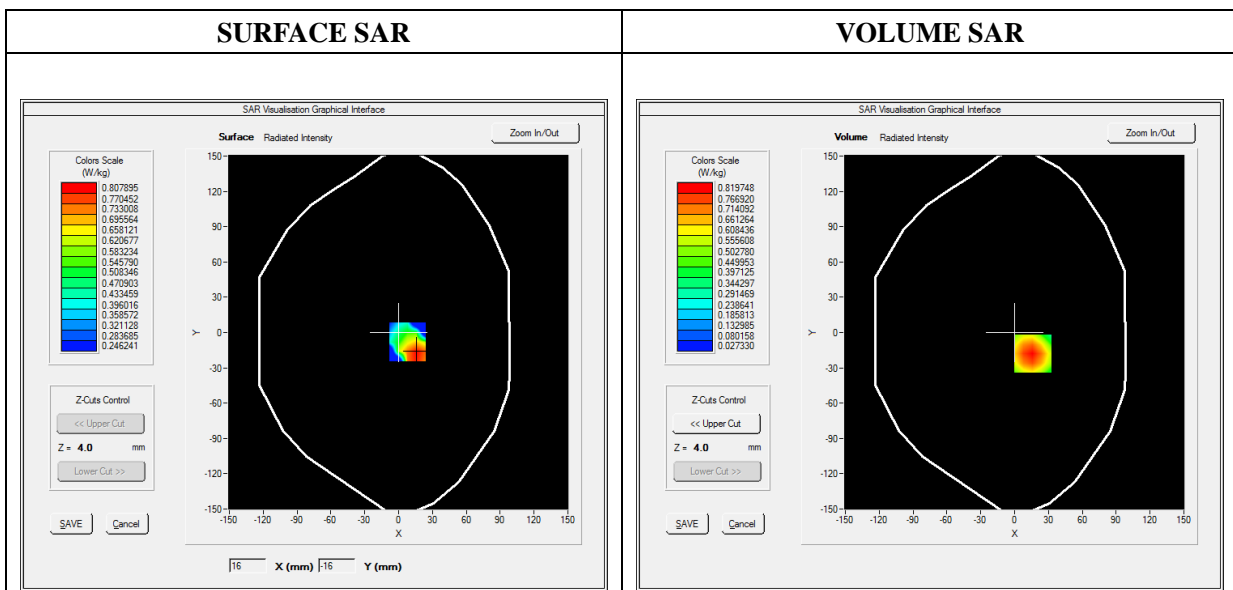 SURFACE SAR
VOLUME SAR
SAR Visualisation Graphical Interface
Surface Radiated Intensity
Zoom In/Out
Colors Scale
(W/kg)
0.807895
0.770452
0.733008
0.695564
0.658121
0.620677
0.583234
0.545790
0.508346
0.470903
0.433459
0.396016
0.358572
0.321128
0.283685
0.246241
Z-Cuts Control
<< Upper Cut
Z = 4.0 mm
Lower Cut >>
SAVE Cancel
150
120
90
60
30
0
-30
-60
-90
-120
-150
Y
-150 -120 -90 -60 -30 0 30 60 90 120 150
X
16 X (mm) -16 Y (mm)
SAR Visualisation Graphical Interface
Volume Radiated Intensity
Zoom In/Out
Colors Scale
(W/kg)
0.819748
0.766920
0.714092
0.661264
0.608436
0.555608
0.502780
0.449953
0.397125
0.344297
0.291469
0.238641
0.185813
0.132985
0.080158
0.027330
Z-Cuts Control
<< Upper Cut
Z = 4.0 mm
Lower Cut >>
SAVE Cancel
150
120
90
60
30
0
-30
-60
-90
-120
-150
Y
-150 -120 -90 -60 -30 0 30 60 90 120 150
X